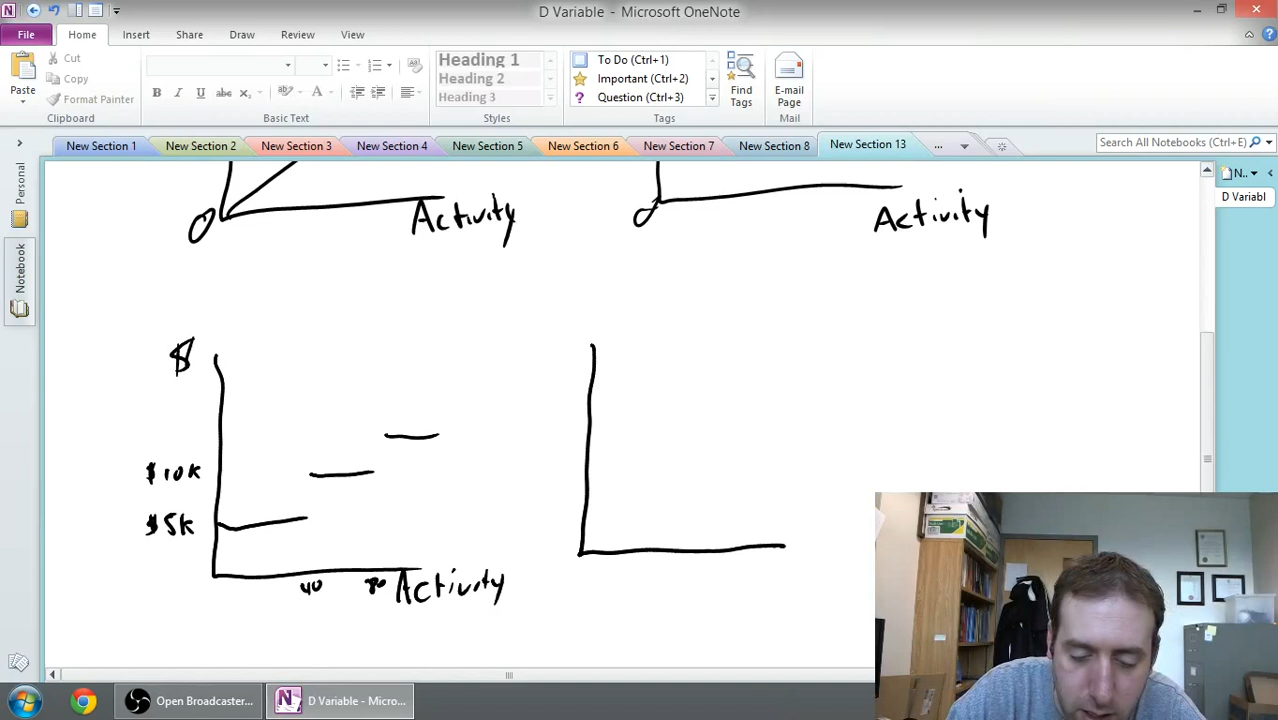 D Variable - Microsoft OneNote
File Home Insert Share Draw Review View
Paste
Cut
Copy
Format Painter
Clipboard
B I U abc X₂ A
Basic Text
Heading 1
Heading 2
Heading 3
Styles
To Do (Ctrl+1)
Important (Ctrl+2)
Question (Ctrl+3)
Tags
Find Tags
E-mail Page
Mail
New Section 1 New Section 2 New Section 3 New Section 4 New Section 5 New Section 6 New Section 7 New Section 8 New Section 13 ...
Search All Notebooks (Ctrl+E)
Personal
Notebook
N..
D Variabl
0 Activity
0 Activity
$
$10K
$5K
40 80 Activity
Open Broadcaster...
D Variable - Micro...